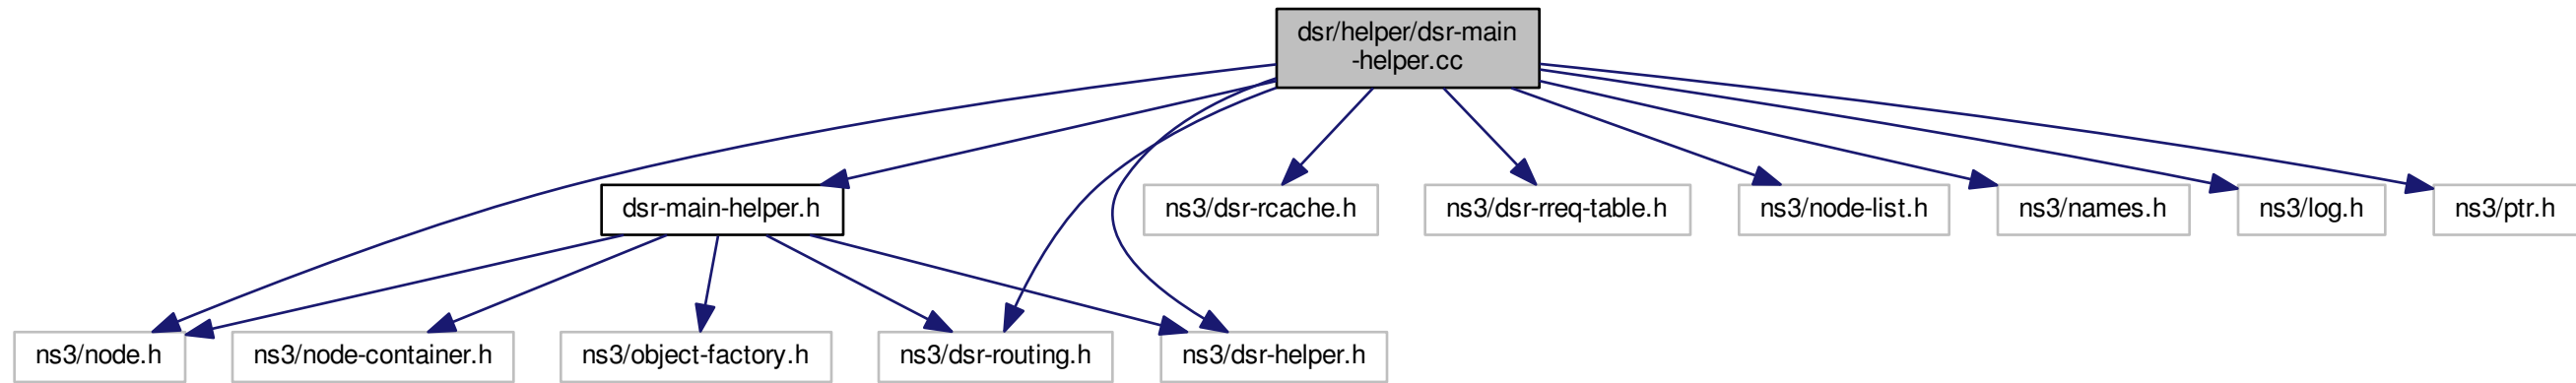 dsr/helper/dsr-main
-helper.cc
dsr-main-helper.h
ns3/dsr-rcache.h
ns3/dsr-rreq-table.h
ns3/node-list.h
ns3/names.h
ns3/log.h
ns3/ptr.h
ns3/node.h
ns3/node-container.h
ns3/object-factory.h
ns3/dsr-routing.h
ns3/dsr-helper.h